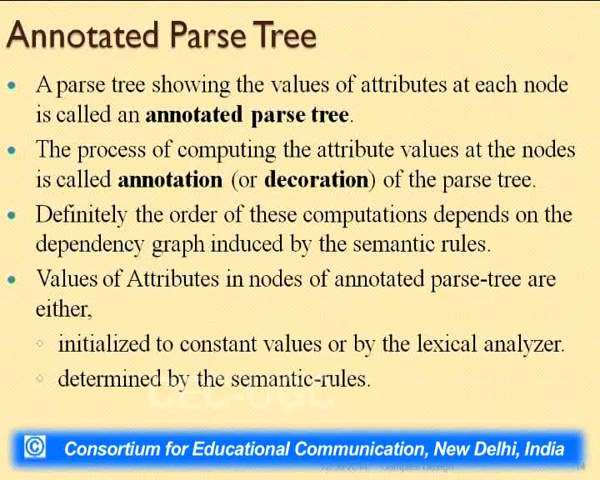 Annotated Parse Tree
• A parse tree showing the values of attributes at each node
is called an annotated parse tree.
• The process of computing the attribute values at the nodes
is called annotation (or decoration) of the parse tree.
• Definitely the order of these computations depends on the
dependency graph induced by the semantic rules.
• Values of Attributes in nodes of annotated parse-tree are
either,
◦ initialized to constant values or by the lexical analyzer.
◦ determined by the semantic-rules.
CEC-UGC
© Consortium for Educational Communication, New Delhi, India
Compiler Design